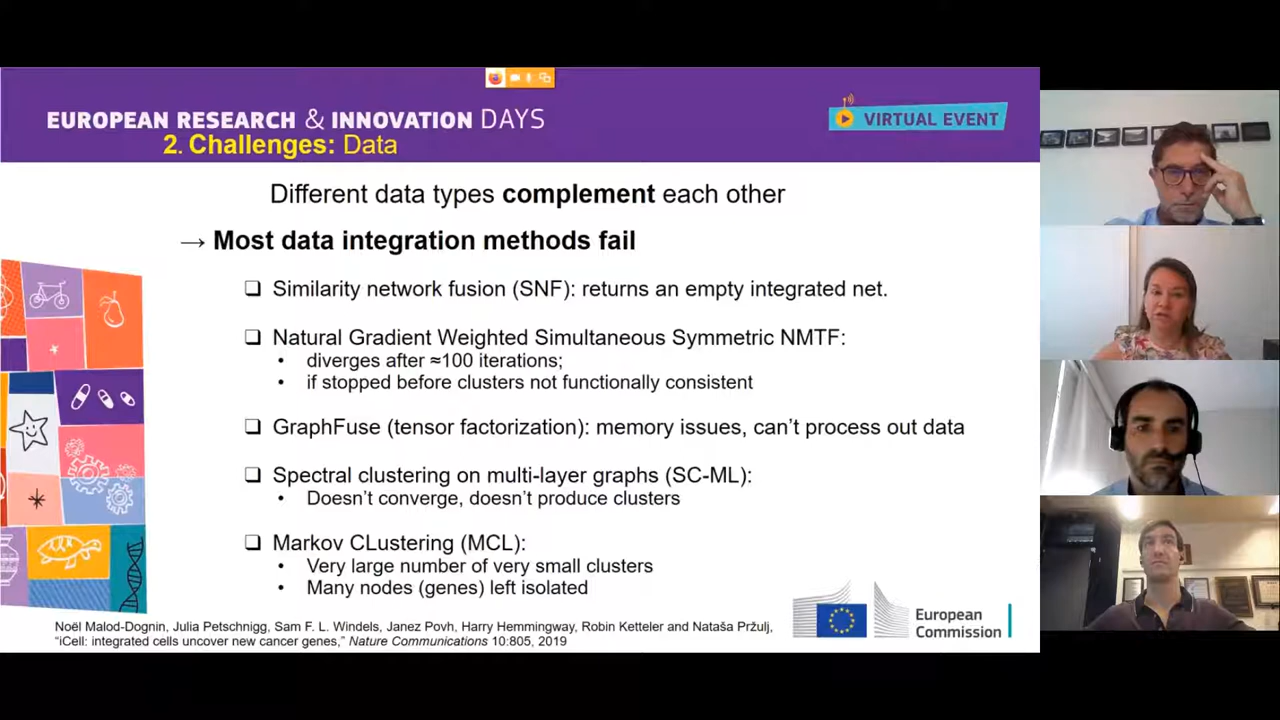 EUROPEAN RESEARCH & INNOVATION DAYS
VIRTUAL EVENT
2. Challenges: Data
Different data types complement each other
→ Most data integration methods fail
❑ Similarity network fusion (SNF): returns an empty integrated net.
❑ Natural Gradient Weighted Simultaneous Symmetric NMTF:
• diverges after ≈100 iterations;
• if stopped before clusters not functionally consistent
❑ GraphFuse (tensor factorization): memory issues, can't process out data
❑ Spectral clustering on multi-layer graphs (SC-ML):
• Doesn't converge, doesn't produce clusters
❑ Markov CLustering (MCL):
• Very large number of very small clusters
• Many nodes (genes) left isolated
Noël Malod-Dognin, Julia Petschnigg, Sam F. L. Windels, Janez Povh, Harry Hemmingway, Robin Ketteler and Nataša Pržulj,
"iCell: integrated cells uncover new cancer genes," Nature Communications 10:805, 2019
European
Commission